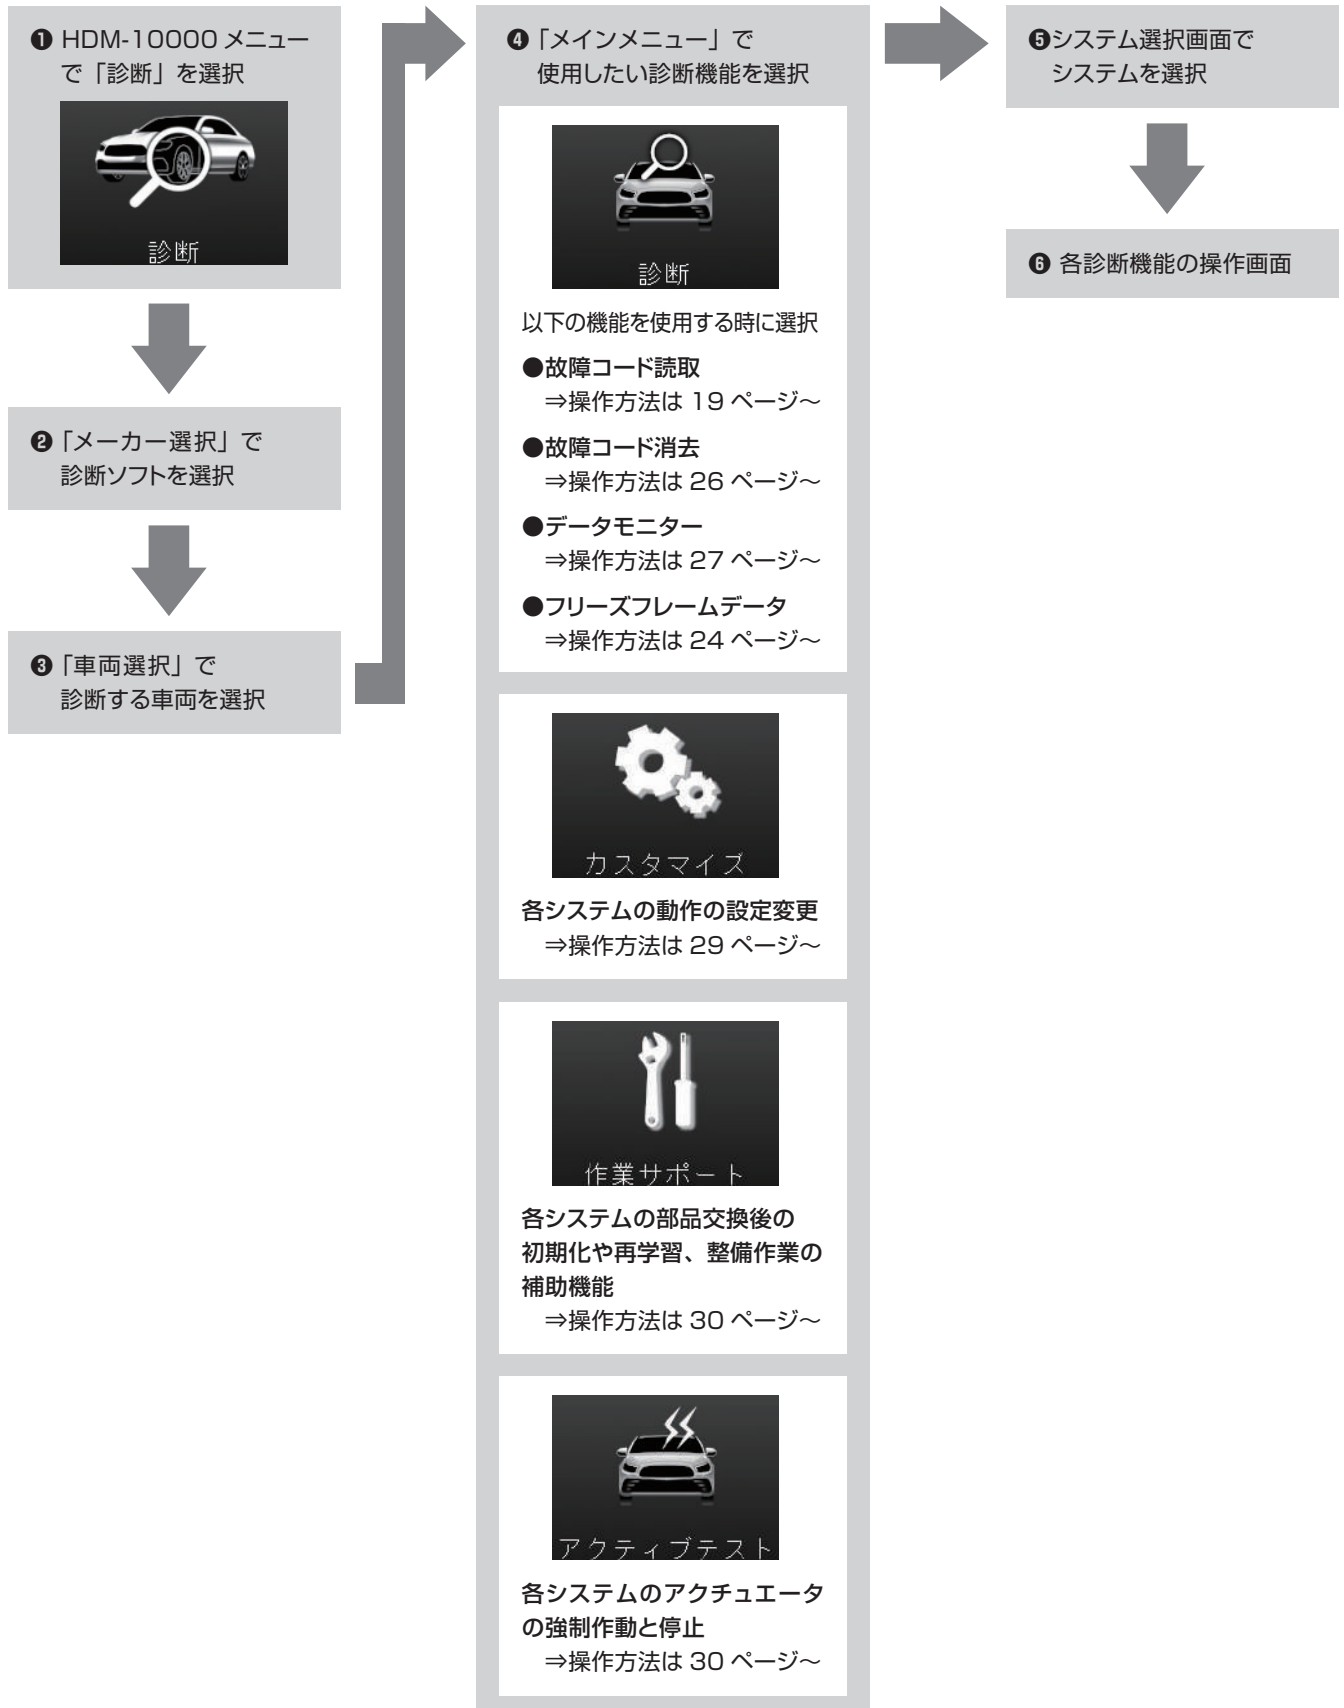 ❶ HDM-10000 メニュー
で「診断」を選択
診断
❷「メーカー選択」で
診断ソフトを選択
❸「車両選択」で
診断する車両を選択
❹「メインメニュー」で
使用したい診断機能を選択
診断
以下の機能を使用する時に選択
●故障コード読取
⇒操作方法は 19 ページ～
●故障コード消去
⇒操作方法は 26 ページ～
●データモニター
⇒操作方法は 27 ページ～
●フリーズフレームデータ
⇒操作方法は 24 ページ～
カスタマイズ
各システムの動作の設定変更
⇒操作方法は 29 ページ～
作業サポート
各システムの部品交換後の
初期化や再学習、整備作業の
補助機能
⇒操作方法は 30 ページ～
アクティブテスト
各システムのアクチュエータ
の強制作動と停止
⇒操作方法は 30 ページ～
❺システム選択画面で
システムを選択
❻ 各診断機能の操作画面